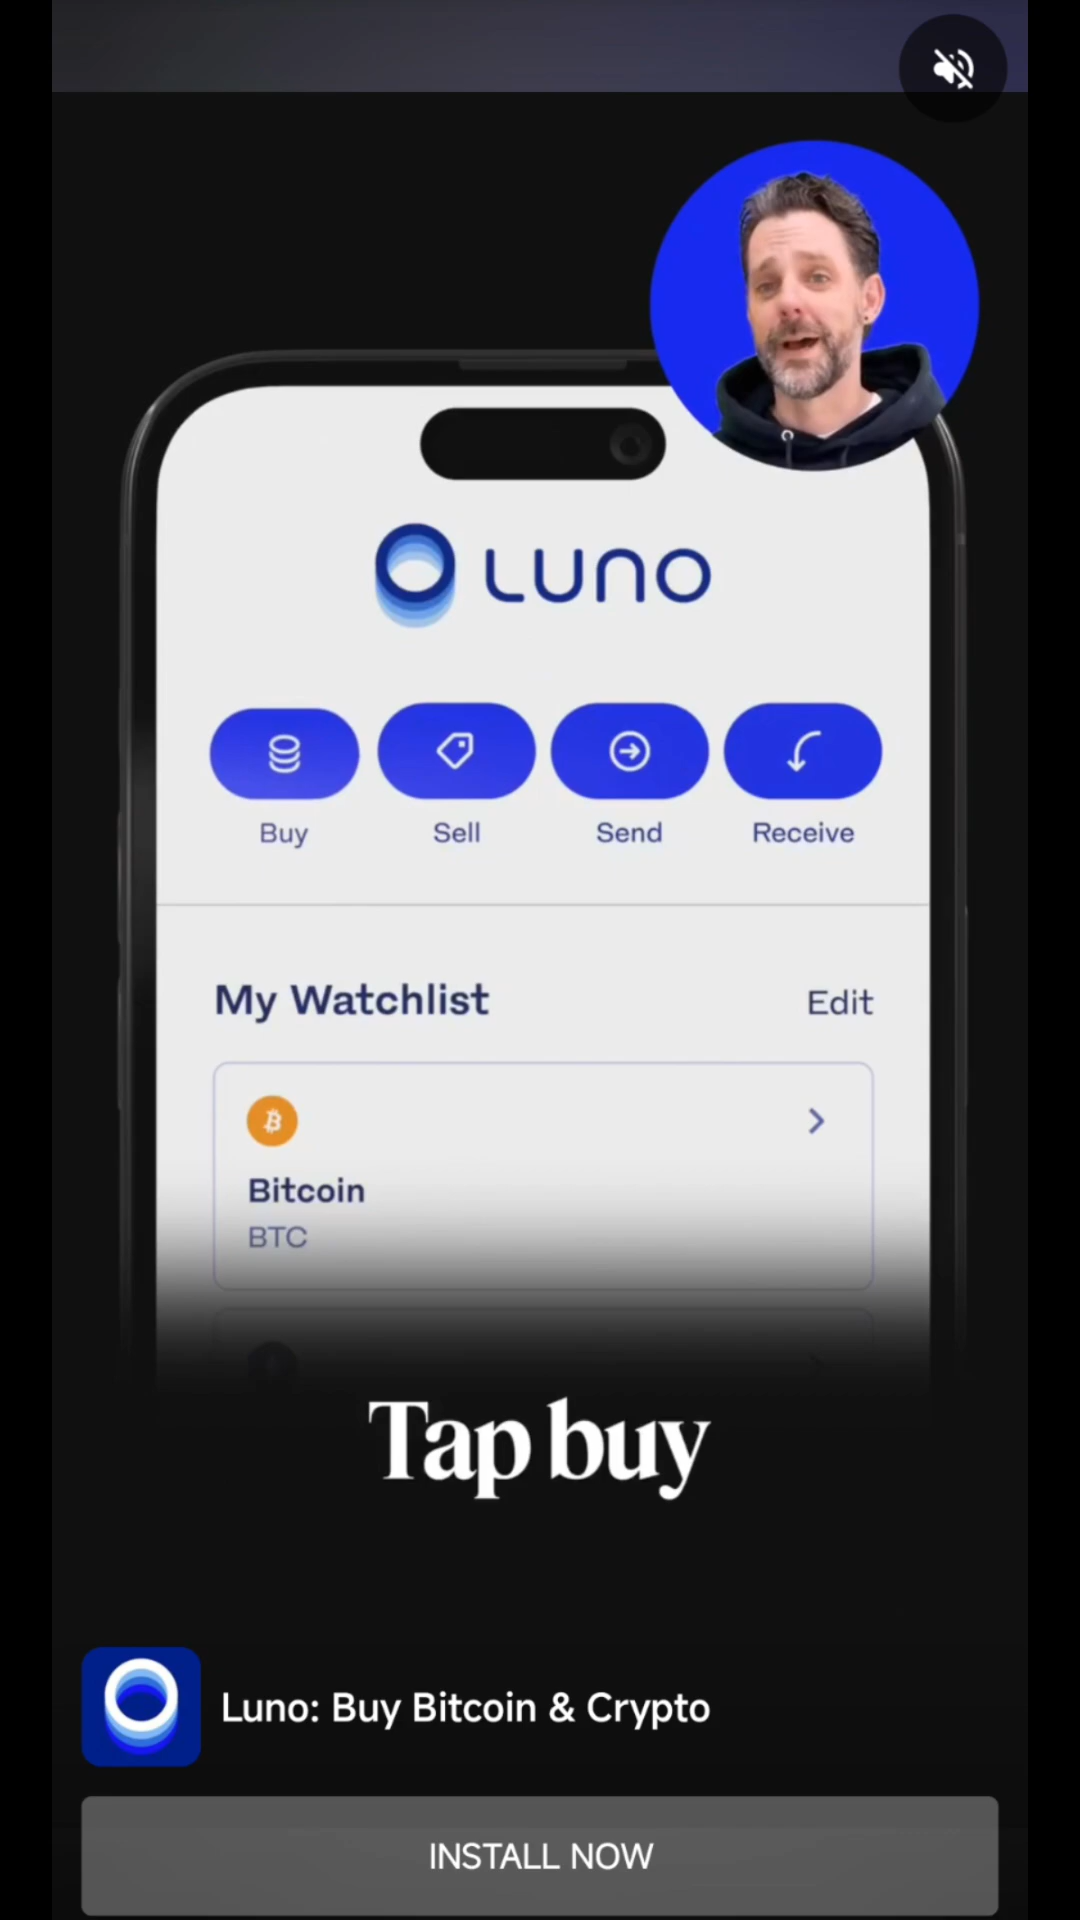 LUNO
Buy Sell Send Receive
My Watchlist Edit
Bitcoin
BTC
Tap buy
Luno: Buy Bitcoin & Crypto
INSTALL NOW